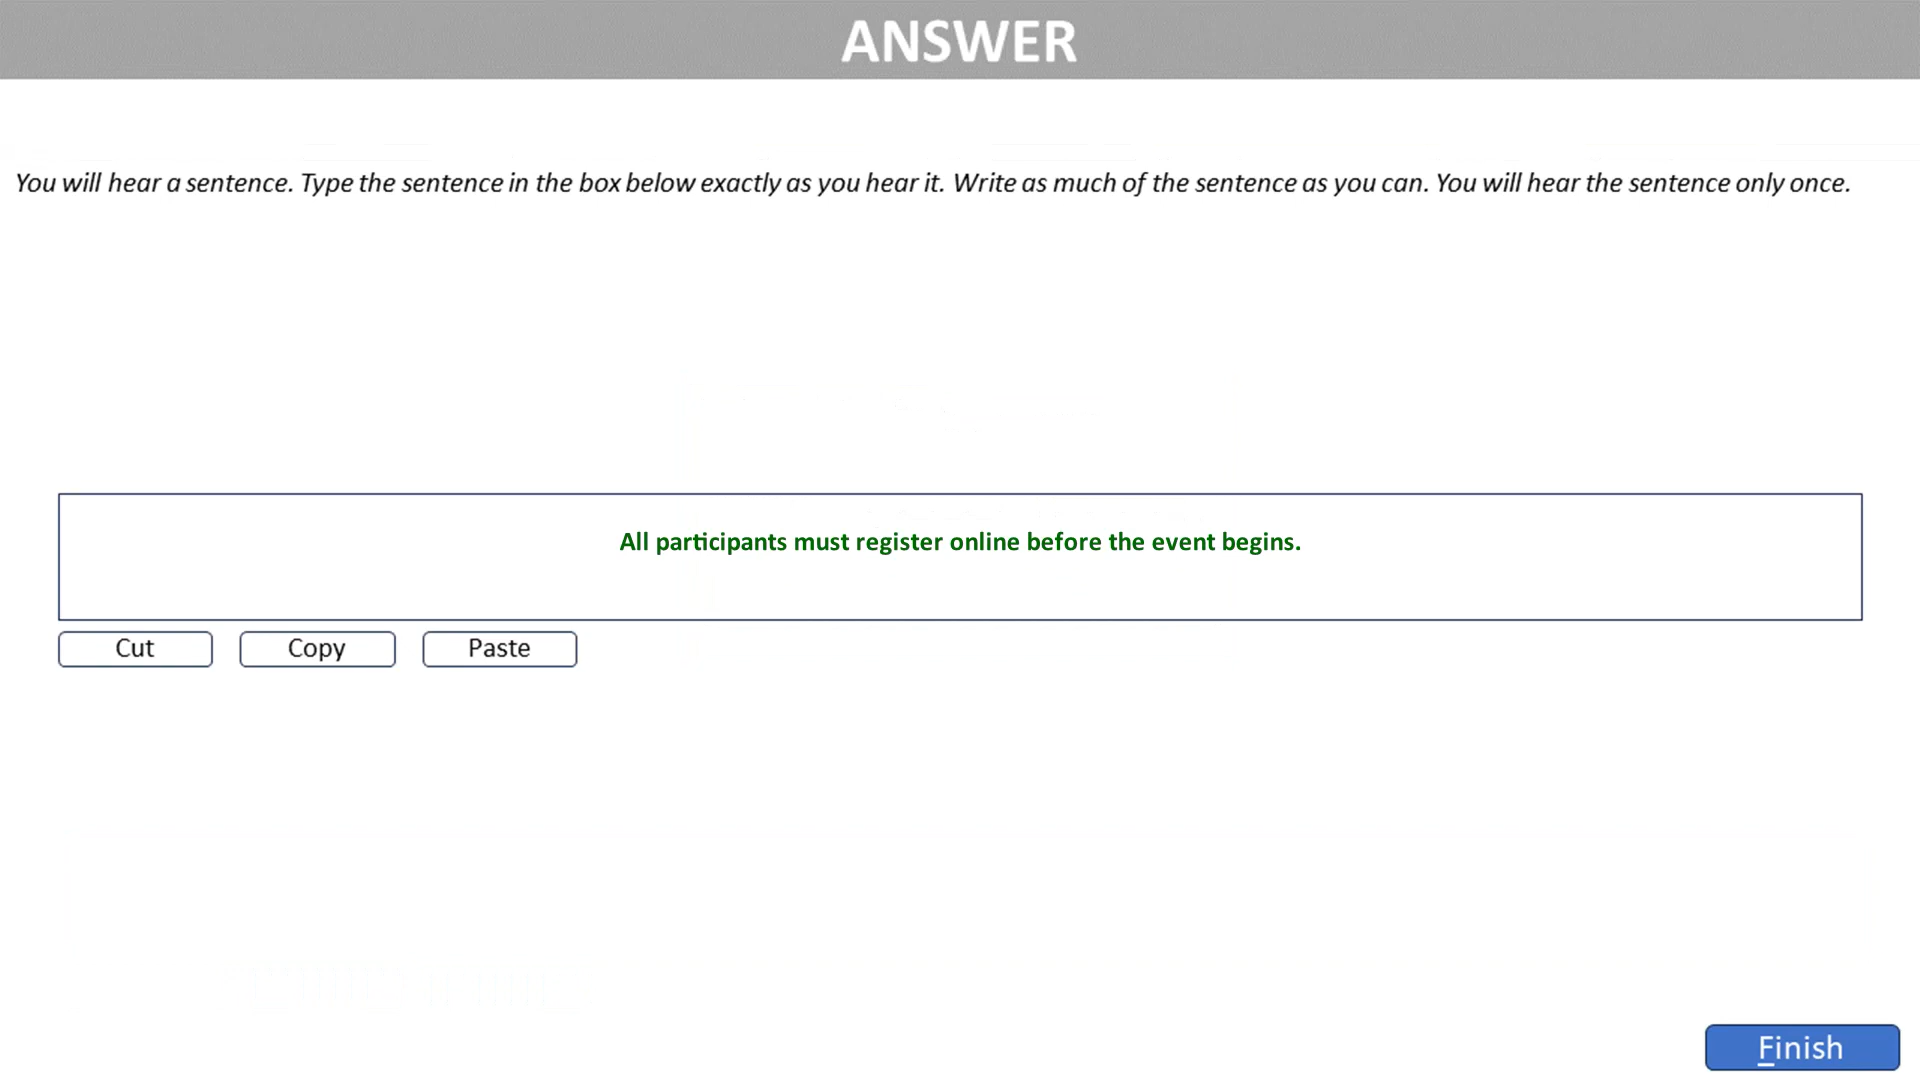 ANSWER
You will hear a sentence. Type the sentence in the box below exactly as you hear it. Write as much of the sentence as you can. You will hear the sentence only once.
All participants must register online before the event begins.
Cut Copy Paste
Finish